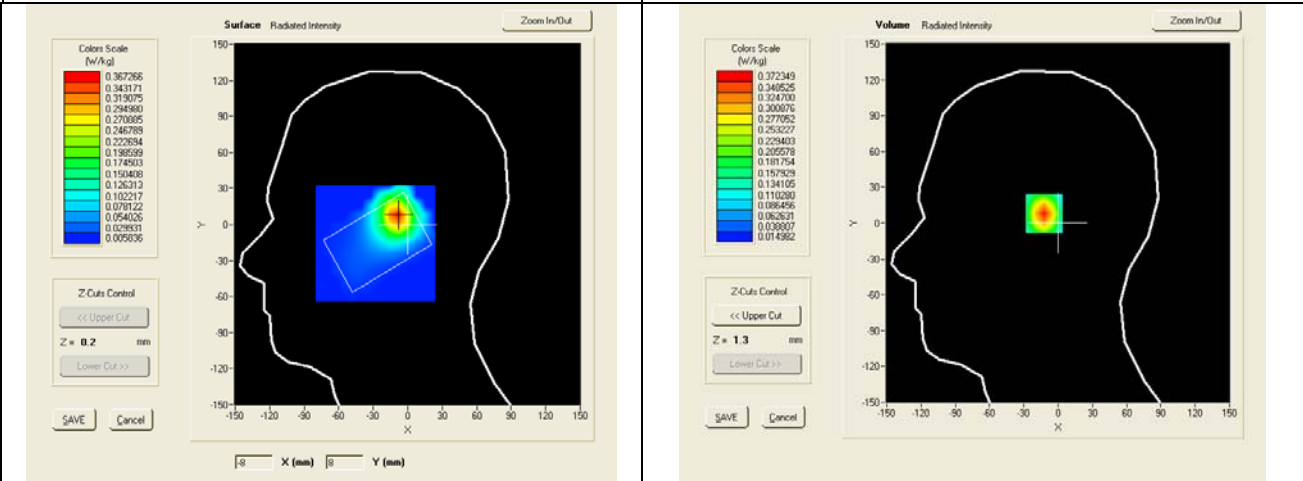 Surface Radiated Intensity
Zoom In/Out
Colors Scale
(W/kg)
0.367266
0.343171
0.319075
0.294980
0.270885
0.246789
0.222694
0.198599
0.174503
0.150408
0.126313
0.102217
0.078122
0.054026
0.029931
0.005836
Z-Cuts Control
<< Upper Cut
Z = 0.2 mm
Lower Cut >>
SAVE
Cancel
150
120
90
60
30
0
-30
-60
-90
-120
-150
Y
-150 -120 -90 -60 -30 0 30 60 90 120 150
X
-8 X (mm) 8 Y (mm)
Volume Radiated Intensity
Zoom In/Out
Colors Scale
(W/kg)
0.372349
0.348525
0.324700
0.300876
0.277052
0.253227
0.229403
0.205578
0.181754
0.157929
0.134105
0.110280
0.086456
0.062631
0.038807
0.014982
Z-Cuts Control
<< Upper Cut
Z = 1.3 mm
Lower Cut >>
SAVE
Cancel
150
120
90
60
30
0
-30
-60
-90
-120
-150
Y
-150 -120 -90 -60 -30 0 30 60 90 120 150
X